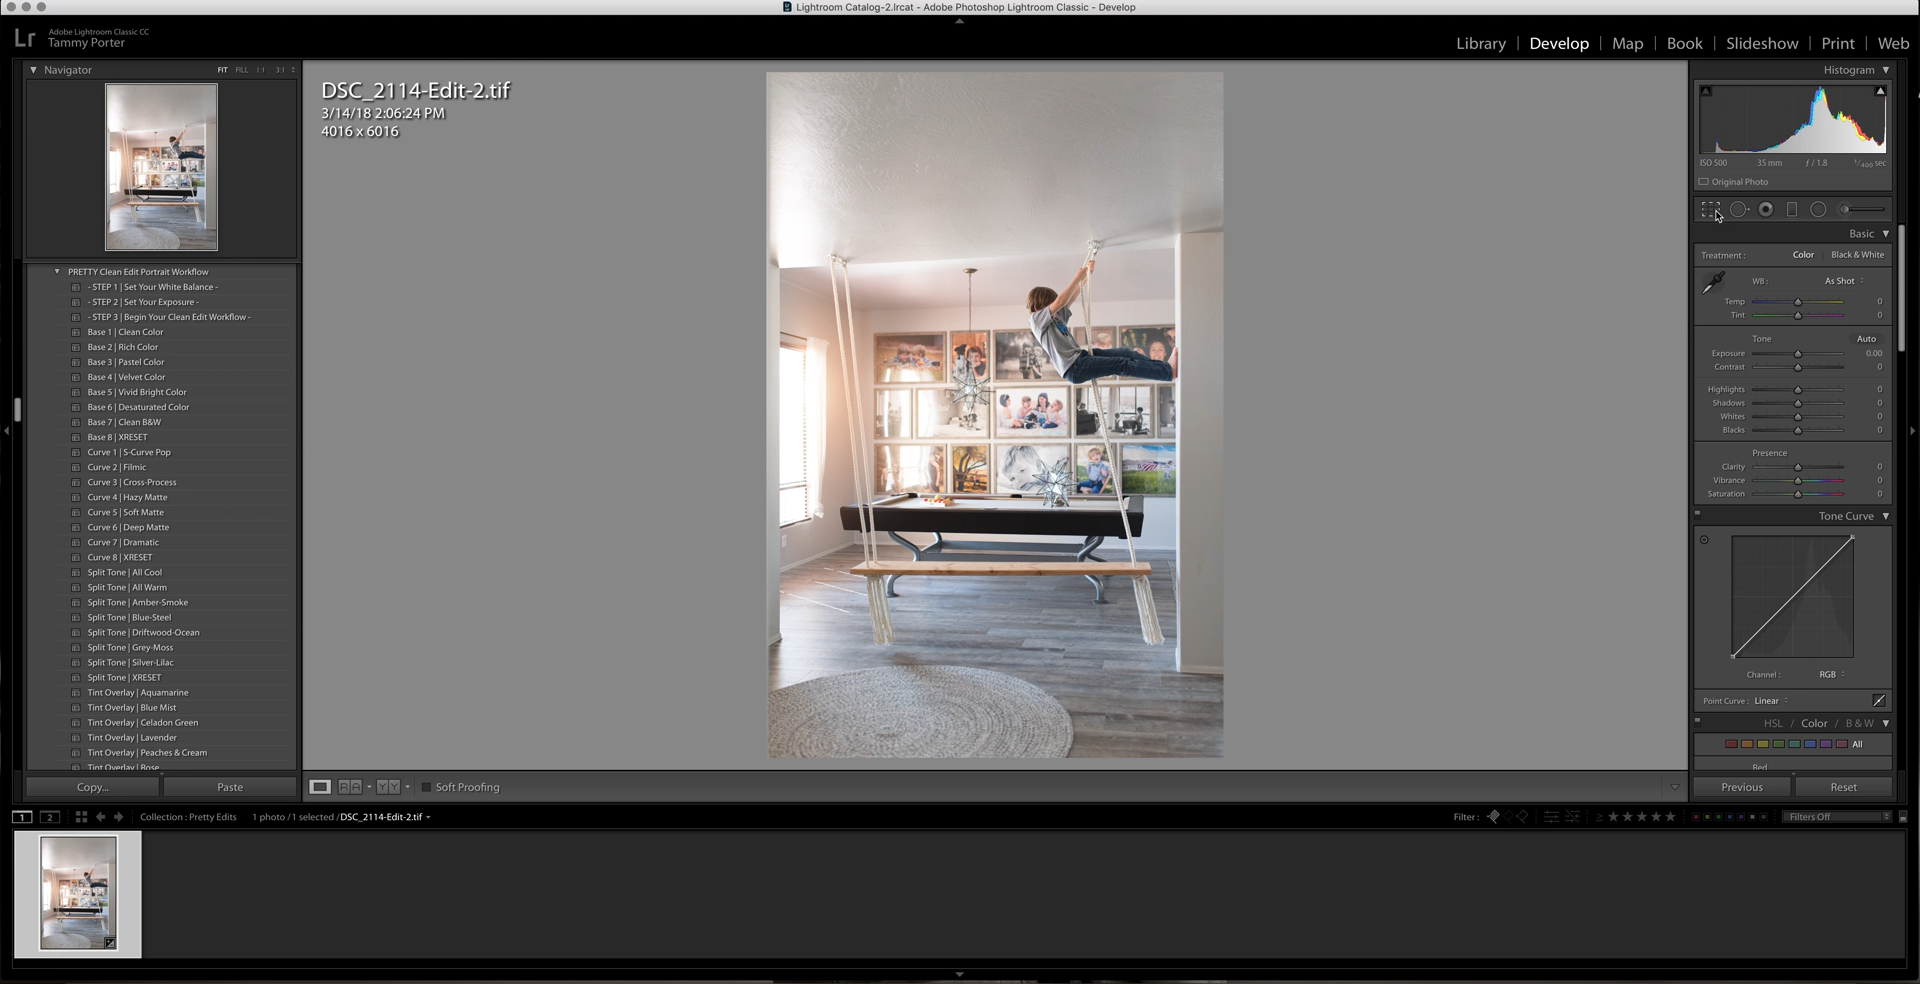 Lightroom Catalog-2.lrcat - Adobe Photoshop Lightroom Classic - Develop
Lr
Adobe Lightroom Classic CC
Tammy Porter
Library | Develop | Map | Book | Slideshow | Print | Web
Navigator FIT FILL 1:1 3:1
PRETTY Clean Edit Portrait Workflow
- STEP 1 | Set Your White Balance -
- STEP 2 | Set Your Exposure -
- STEP 3 | Begin Your Clean Edit Workflow -
Base 1 | Clean Color
Base 2 | Rich Color
Base 3 | Pastel Color
Base 4 | Velvet Color
Base 5 | Vivid Bright Color
Base 6 | Desaturated Color
Base 7 | Clean B&W
Base 8 | XRESET
Curve 1 | S-Curve Pop
Curve 2 | Filmic
Curve 3 | Cross-Process
Curve 4 | Hazy Matte
Curve 5 | Soft Matte
Curve 6 | Deep Matte
Curve 7 | Dramatic
Curve 8 | XRESET
Split Tone | All Cool
Split Tone | All Warm
Split Tone | Amber-Smoke
Split Tone | Blue-Steel
Split Tone | Driftwood-Ocean
Split Tone | Grey-Moss
Split Tone | Silver-Lilac
Split Tone | XRESET
Tint Overlay | Aquamarine
Tint Overlay | Blue Mist
Tint Overlay | Celadon Green
Tint Overlay | Lavender
Tint Overlay | Peaches & Cream
Tint Overlay | Rose
Copy... Paste
DSC_2114-Edit-2.tif
3/14/18 2:06:24 PM
4016 x 6016
Soft Proofing
Histogram
ISO 500 35 mm ƒ / 1.8 1/400 sec
Original Photo
Basic
Treatment : Color Black & White
WB : As Shot
Temp 0
Tint 0
Tone Auto
Exposure 0.00
Contrast 0
Highlights 0
Shadows 0
Whites 0
Blacks 0
Presence
Clarity 0
Vibrance 0
Saturation 0
Tone Curve
Channel : RGB
Point Curve : Linear
HSL / Color / B & W
All
Red
Previous Reset
1 2 Collection : Pretty Edits 1 photo / 1 selected / DSC_2114-Edit-2.tif
Filter : ≥ ★★★★★ Filters Off